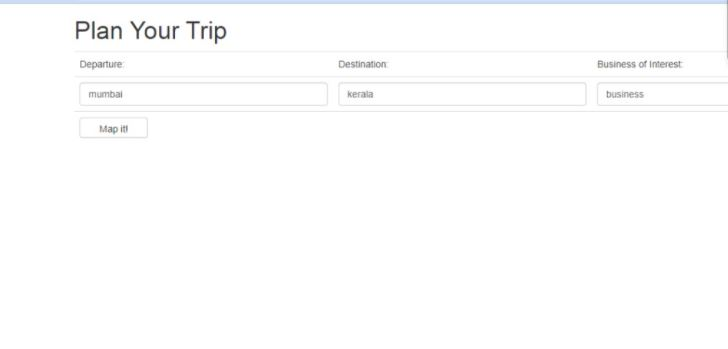 Plan Your Trip
Departure: Destination: Business of Interest:
mumbai kerala business
Map it!